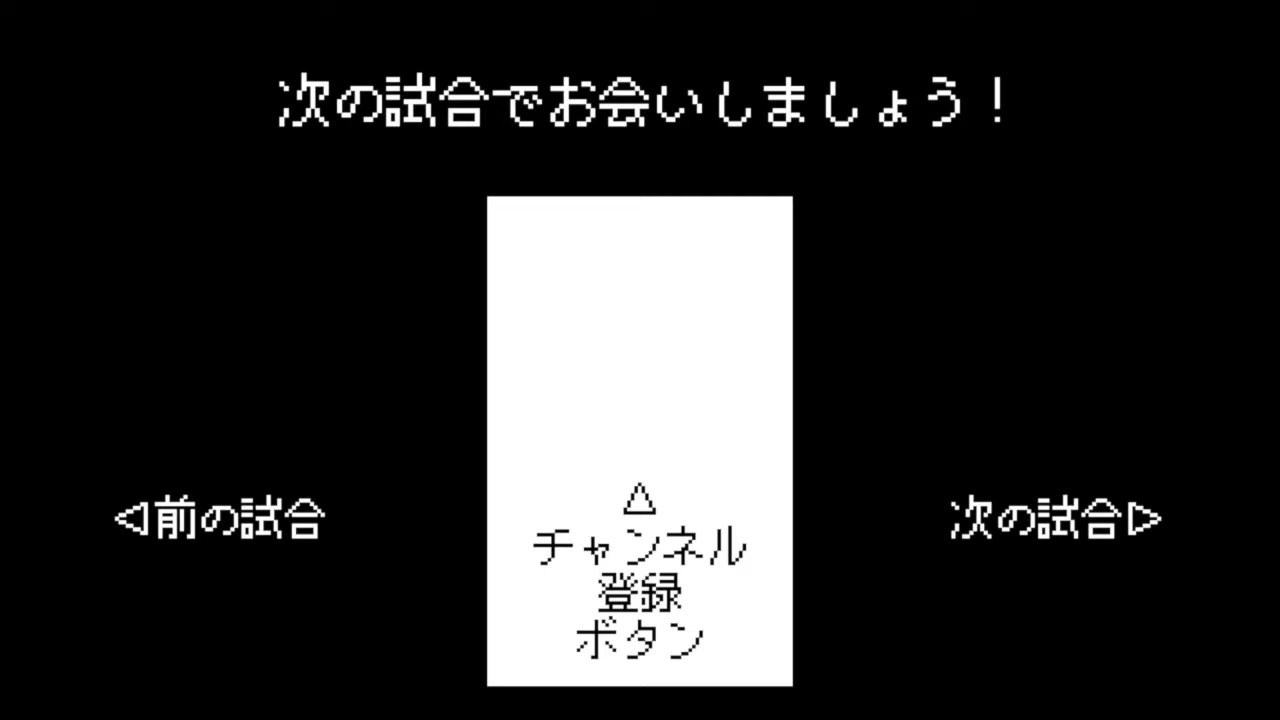 次の試合でお会いしましょう！
◁前の試合
△
チャンネル
登録
ボタン
次の試合▷